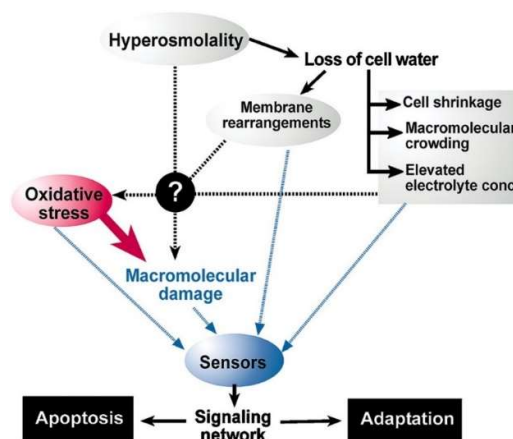 Hyperosmolality
Loss of cell water
Membrane
rearrangements
Cell shrinkage
Macromolecular
crowding
Elevated
electrolyte conc
?
Oxidative
stress
Macromolecular
damage
Sensors
Apoptosis
Signaling
network
Adaptation